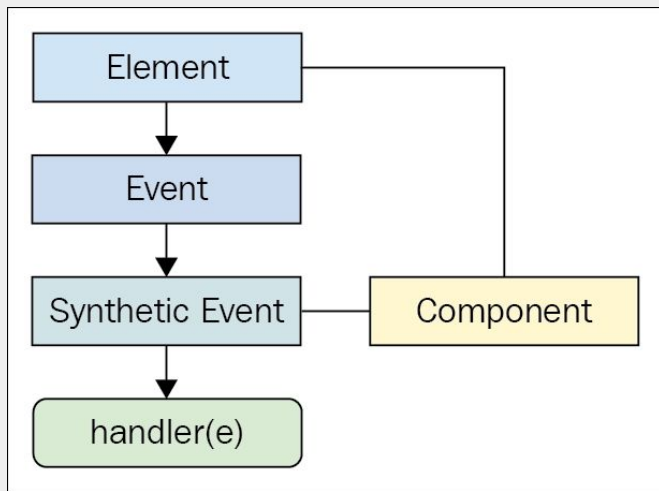 Element
Event
Synthetic Event
Component
handler(e)